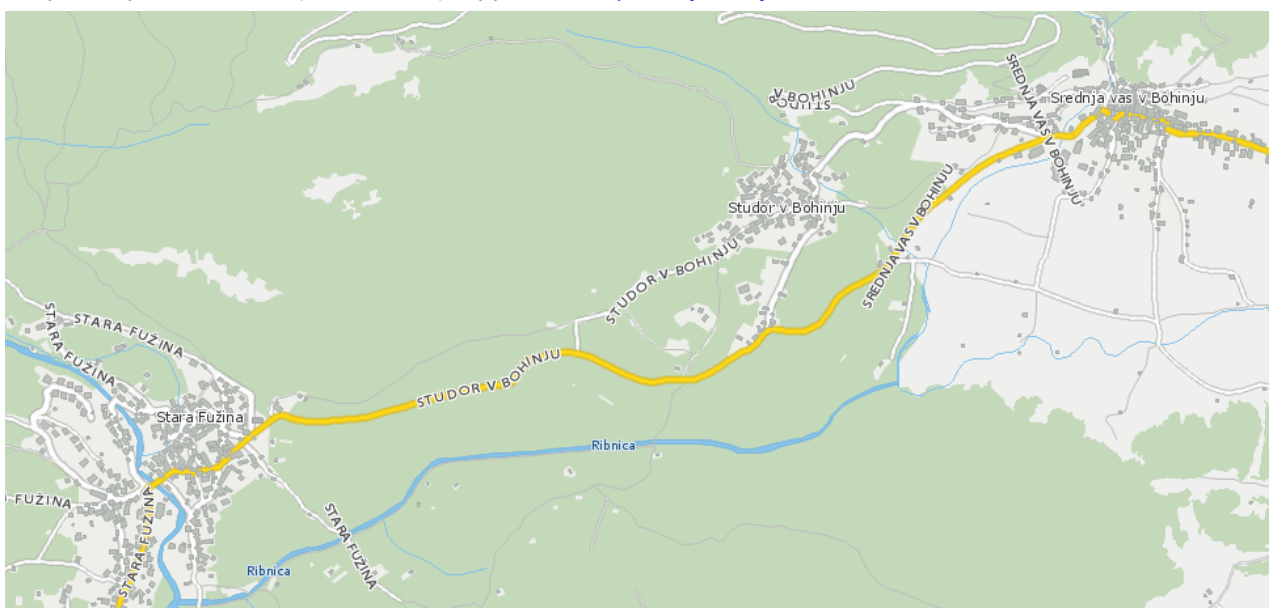 SREDNJA VAS V BOHINJU
V BOHINJU
Srednja vas v Bohinju
Studor v Bohinju
SREDNJA VAS V BOHINJU
STUDOR V BOHINJU
STARA FUŽINA
STARA FUŽINA
STUDOR V BOHINJU
Stara Fužina
Ribnica
FUŽINA
STARA FUŽINA
STARA FUŽINA
Ribnica